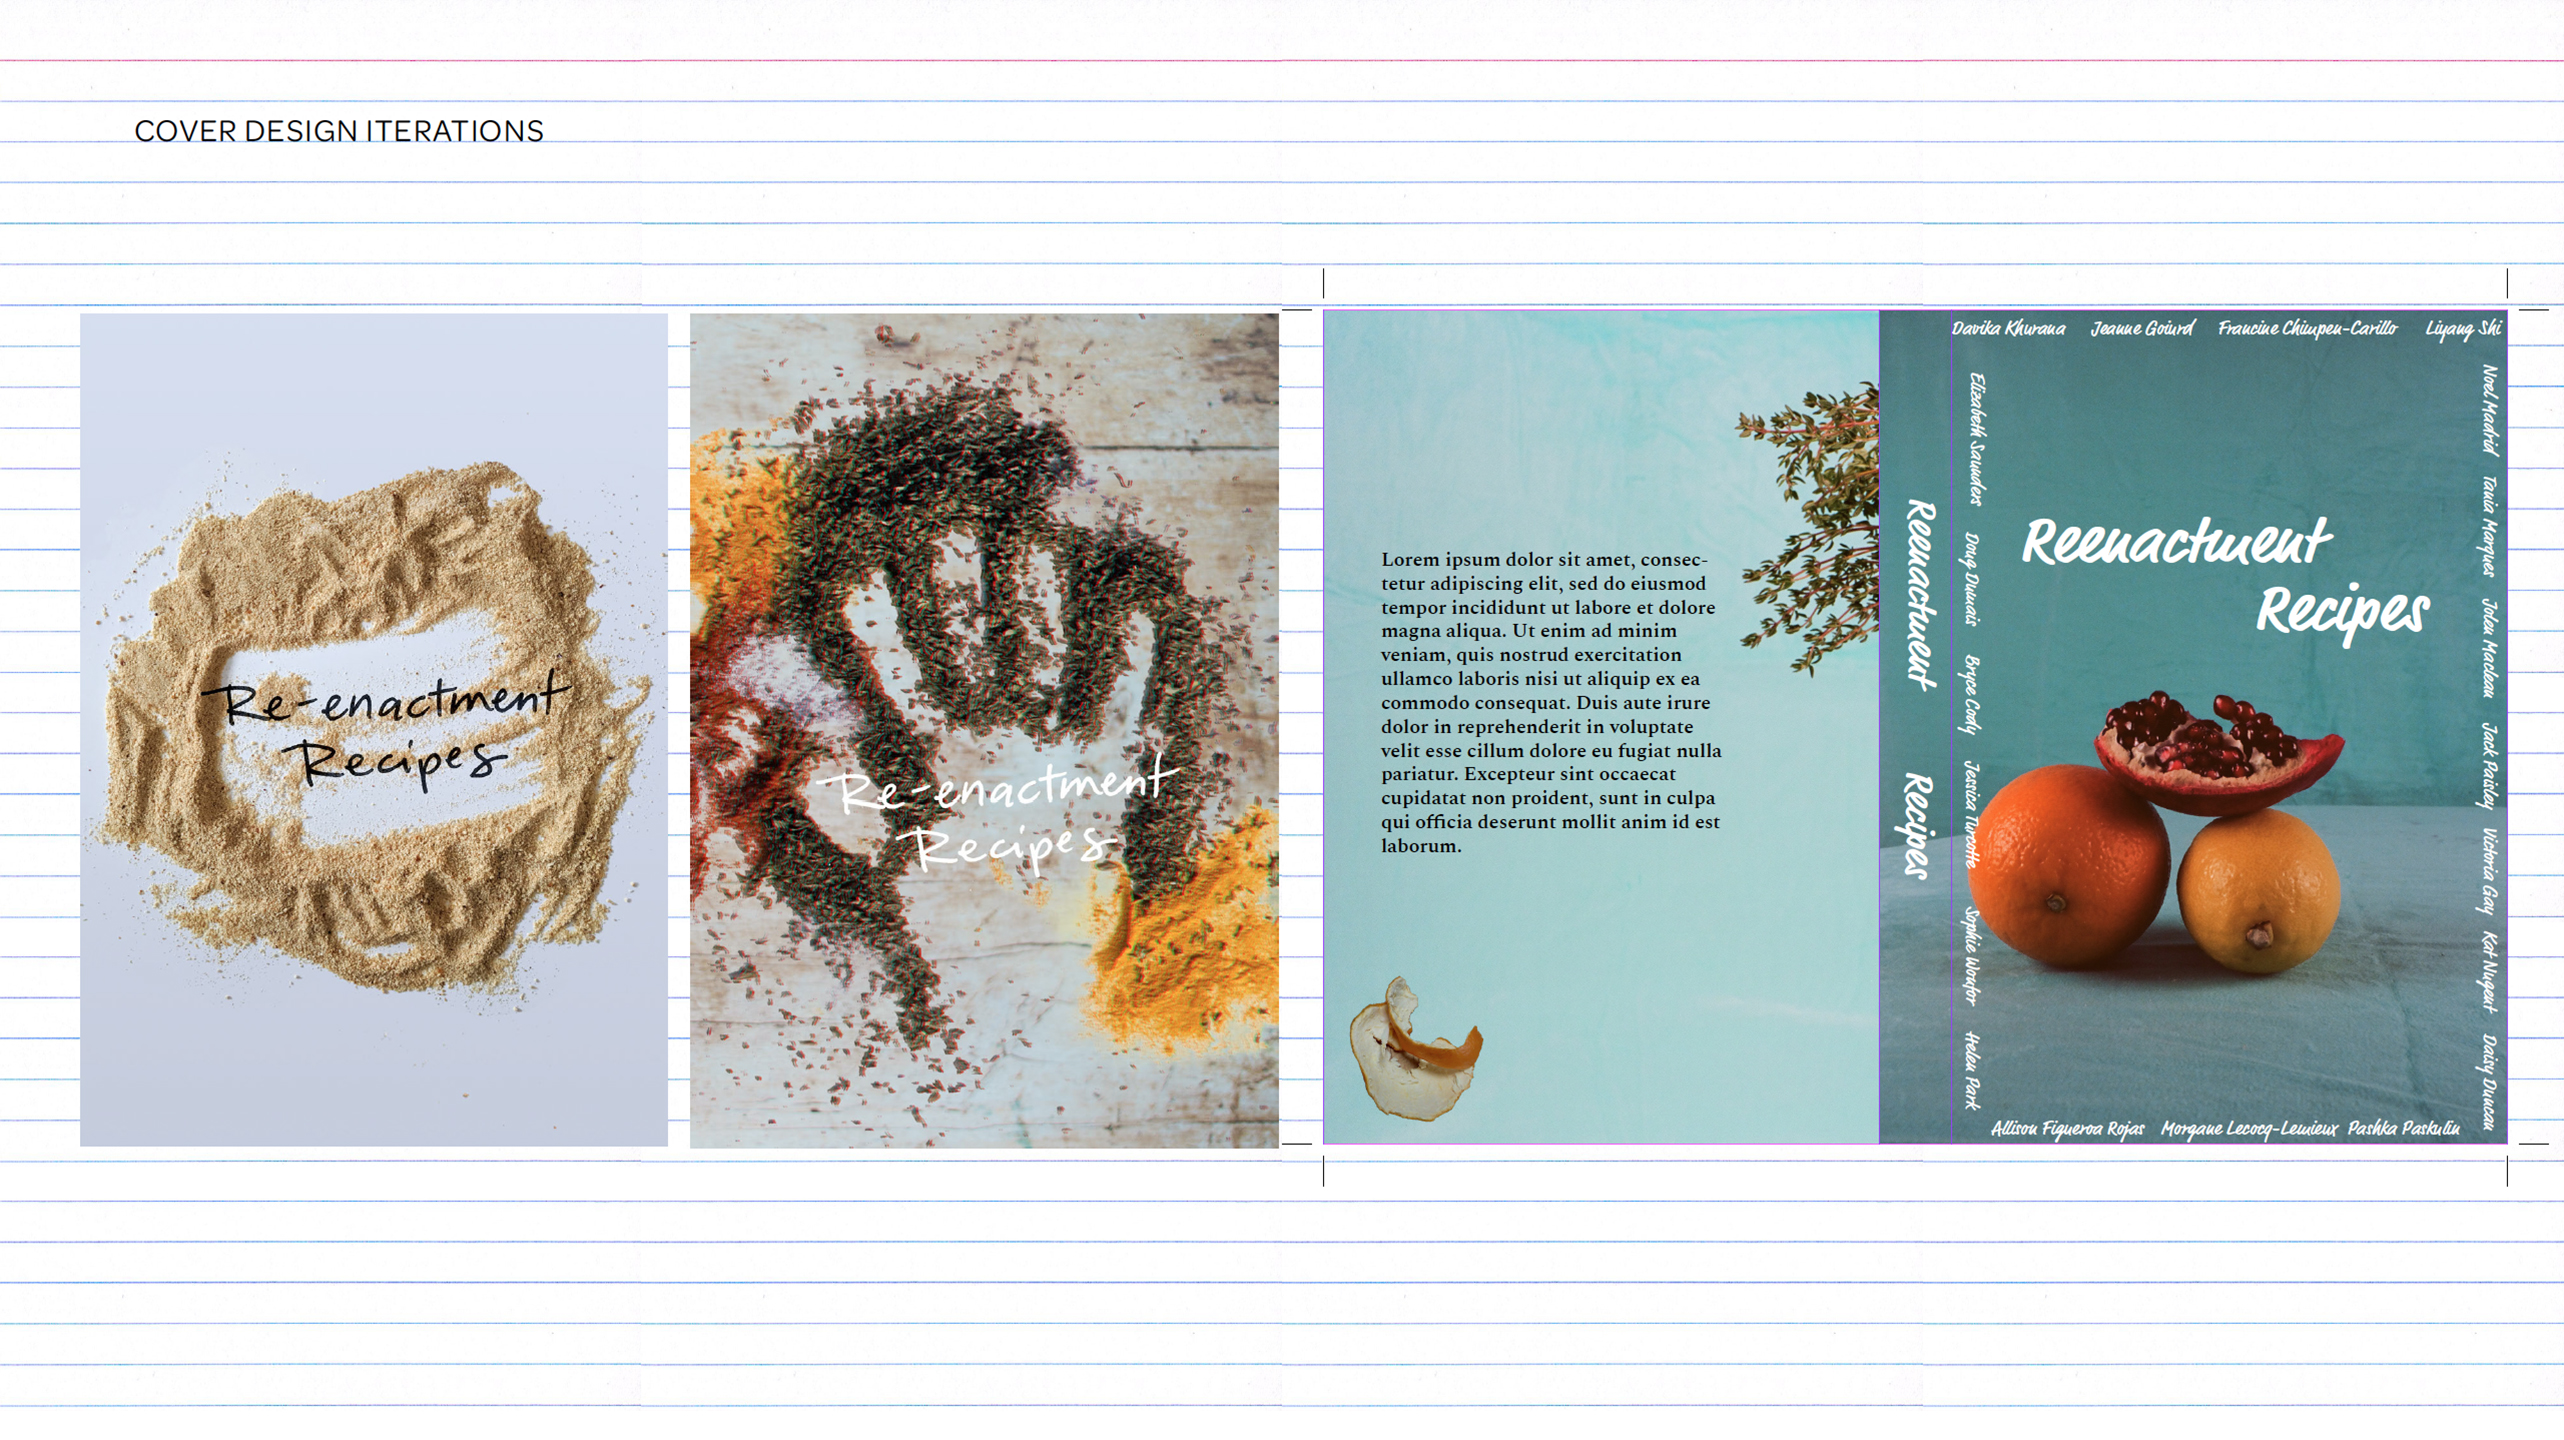 COVER DESIGN ITERATIONS
Re-enactment
Recipes
Re-enactment
Recipes
Lorem ipsum dolor sit amet, consec-
tetur adipiscing elit, sed do eiusmod
tempor incididunt ut labore et dolore
magna aliqua. Ut enim ad minim
veniam, quis nostrud exercitation
ullamco laboris nisi ut aliquip ex ea
commodo consequat. Duis aute irure
dolor in reprehenderit in voluptate
velit esse cillum dolore eu fugiat nulla
pariatur. Excepteur sint occaecat
cupidatat non proident, sunt in culpa
qui officia deserunt mollit anim id est
laborum.
Reenactment Recipes
Davika Khurana Jeanne Goiurd Francine Chimpen-Carillo Liyang Shi
Elizabeth Saunders Doug Dumais Bryce Cody Jessica Turcotte Sophie Woufor Helen Park
Reenactment
Recipes
Noel Madrid Tania Marques Jolen Maclean Jack Paisley Victoria Gay Kat Nugent Daisy Duncan
Allison Figueroa Rojas Morgane Lecocq-Lemieux Pashka Paskulin